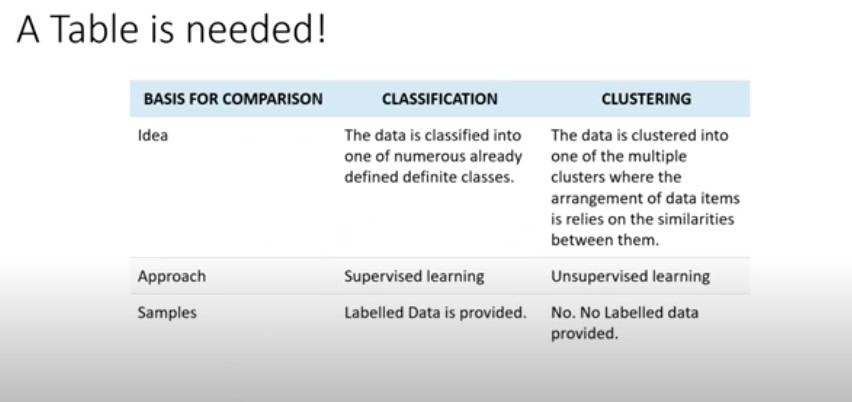 A Table is needed!
BASIS FOR COMPARISON CLASSIFICATION CLUSTERING
Idea
The data is classified into
one of numerous already
defined definite classes.
The data is clustered into
one of the multiple
clusters where the
arrangement of data items
is relies on the similarities
between them.
Approach Supervised learning Unsupervised learning
Samples
Labelled Data is provided.
No. No Labelled data
provided.